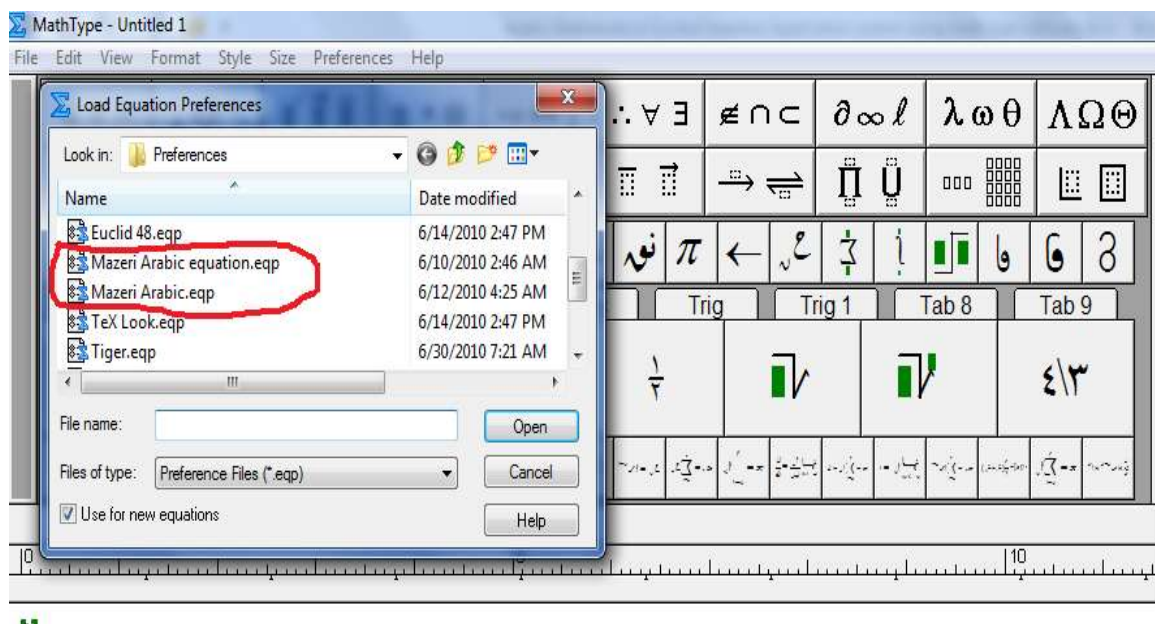 MathType - Untitled 1
File Edit View Format Style Size Preferences Help
Load Equation Preferences
Look in: Preferences
Name Date modified
Euclid 48.eqp 6/14/2010 2:47 PM
Mazeri Arabic equation.eqp 6/10/2010 2:46 AM
Mazeri Arabic.eqp 6/12/2010 4:25 AM
TeX Look.eqp 6/14/2010 2:47 PM
Tiger.eqp 6/30/2010 7:21 AM
File name: Open
Files of type: Preference Files (*.eqp) Cancel
Use for new equations Help
∴ ∀ ∃ ∉ ∩ ⊂ ∂ ∞ ℓ λ ω θ Λ Ω Θ
نق π ←
Trig Trig 1 Tab 8 Tab 9
١/٢ ٣\٤
0 10